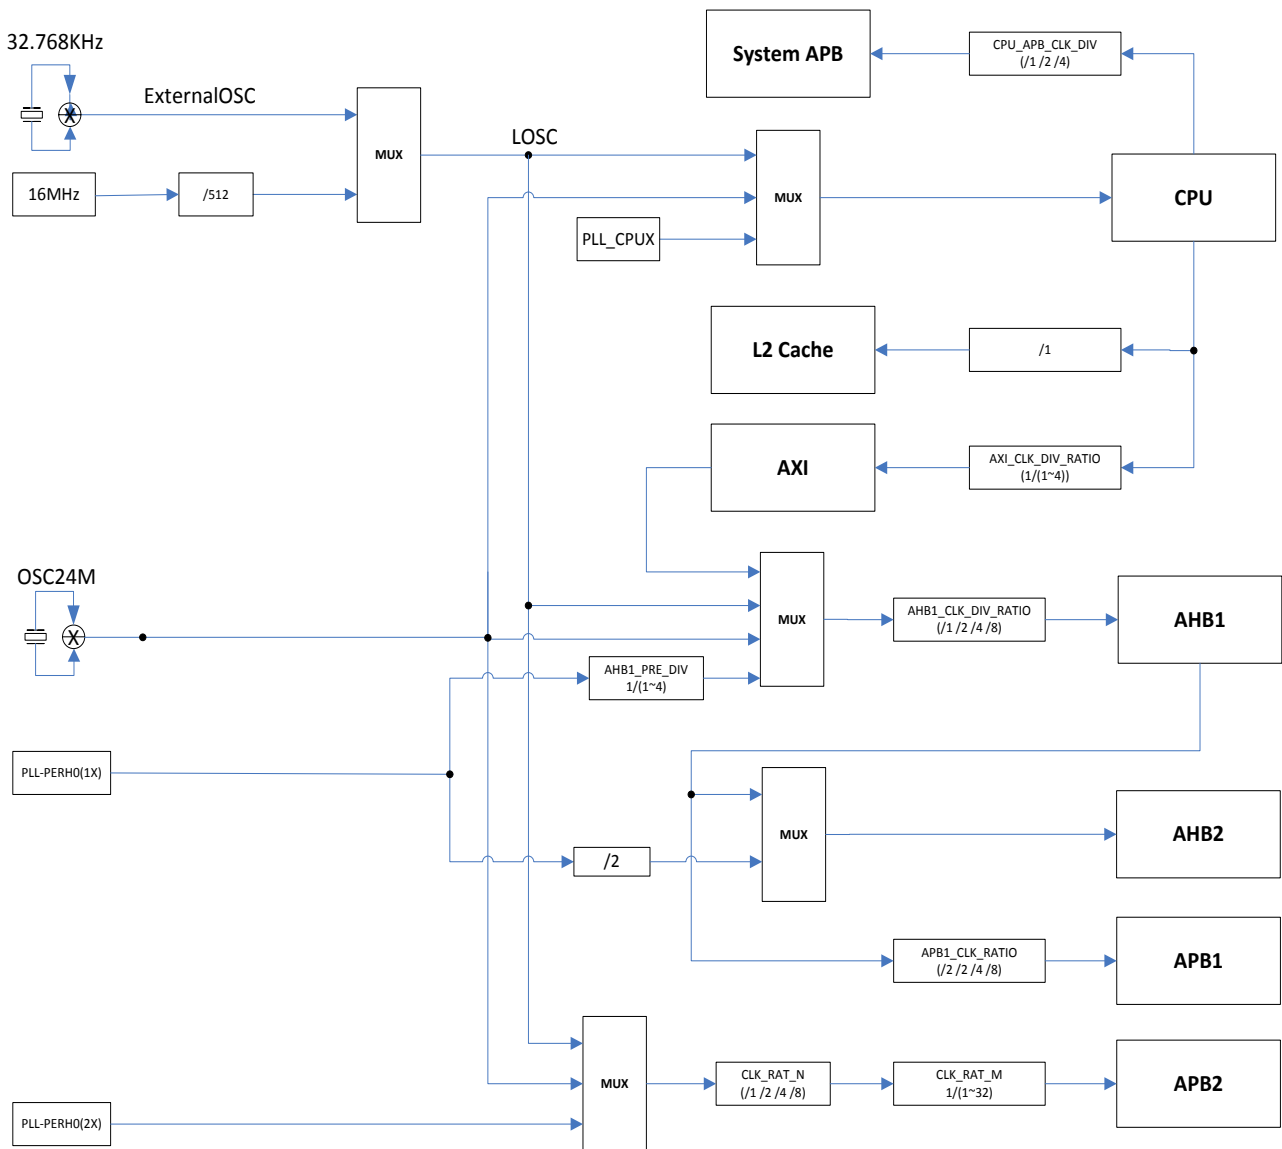 32.768KHz
ExternalOSC
16MHz
/512
MUX
LOSC
System APB
CPU_APB_CLK_DIV
(/1 /2 /4)
MUX
PLL_CPUX
CPU
L2 Cache
/1
AXI
AXI_CLK_DIV_RATIO
(1/(1~4))
OSC24M
MUX
AHB1_CLK_DIV_RATIO
(/1 /2 /4 /8)
AHB1
AHB1_PRE_DIV
1/(1~4)
PLL-PERH0(1X)
MUX
/2
AHB2
APB1_CLK_RATIO
(/2 /2 /4 /8)
APB1
MUX
CLK_RAT_N
(/1 /2 /4 /8)
CLK_RAT_M
1/(1~32)
APB2
PLL-PERH0(2X)